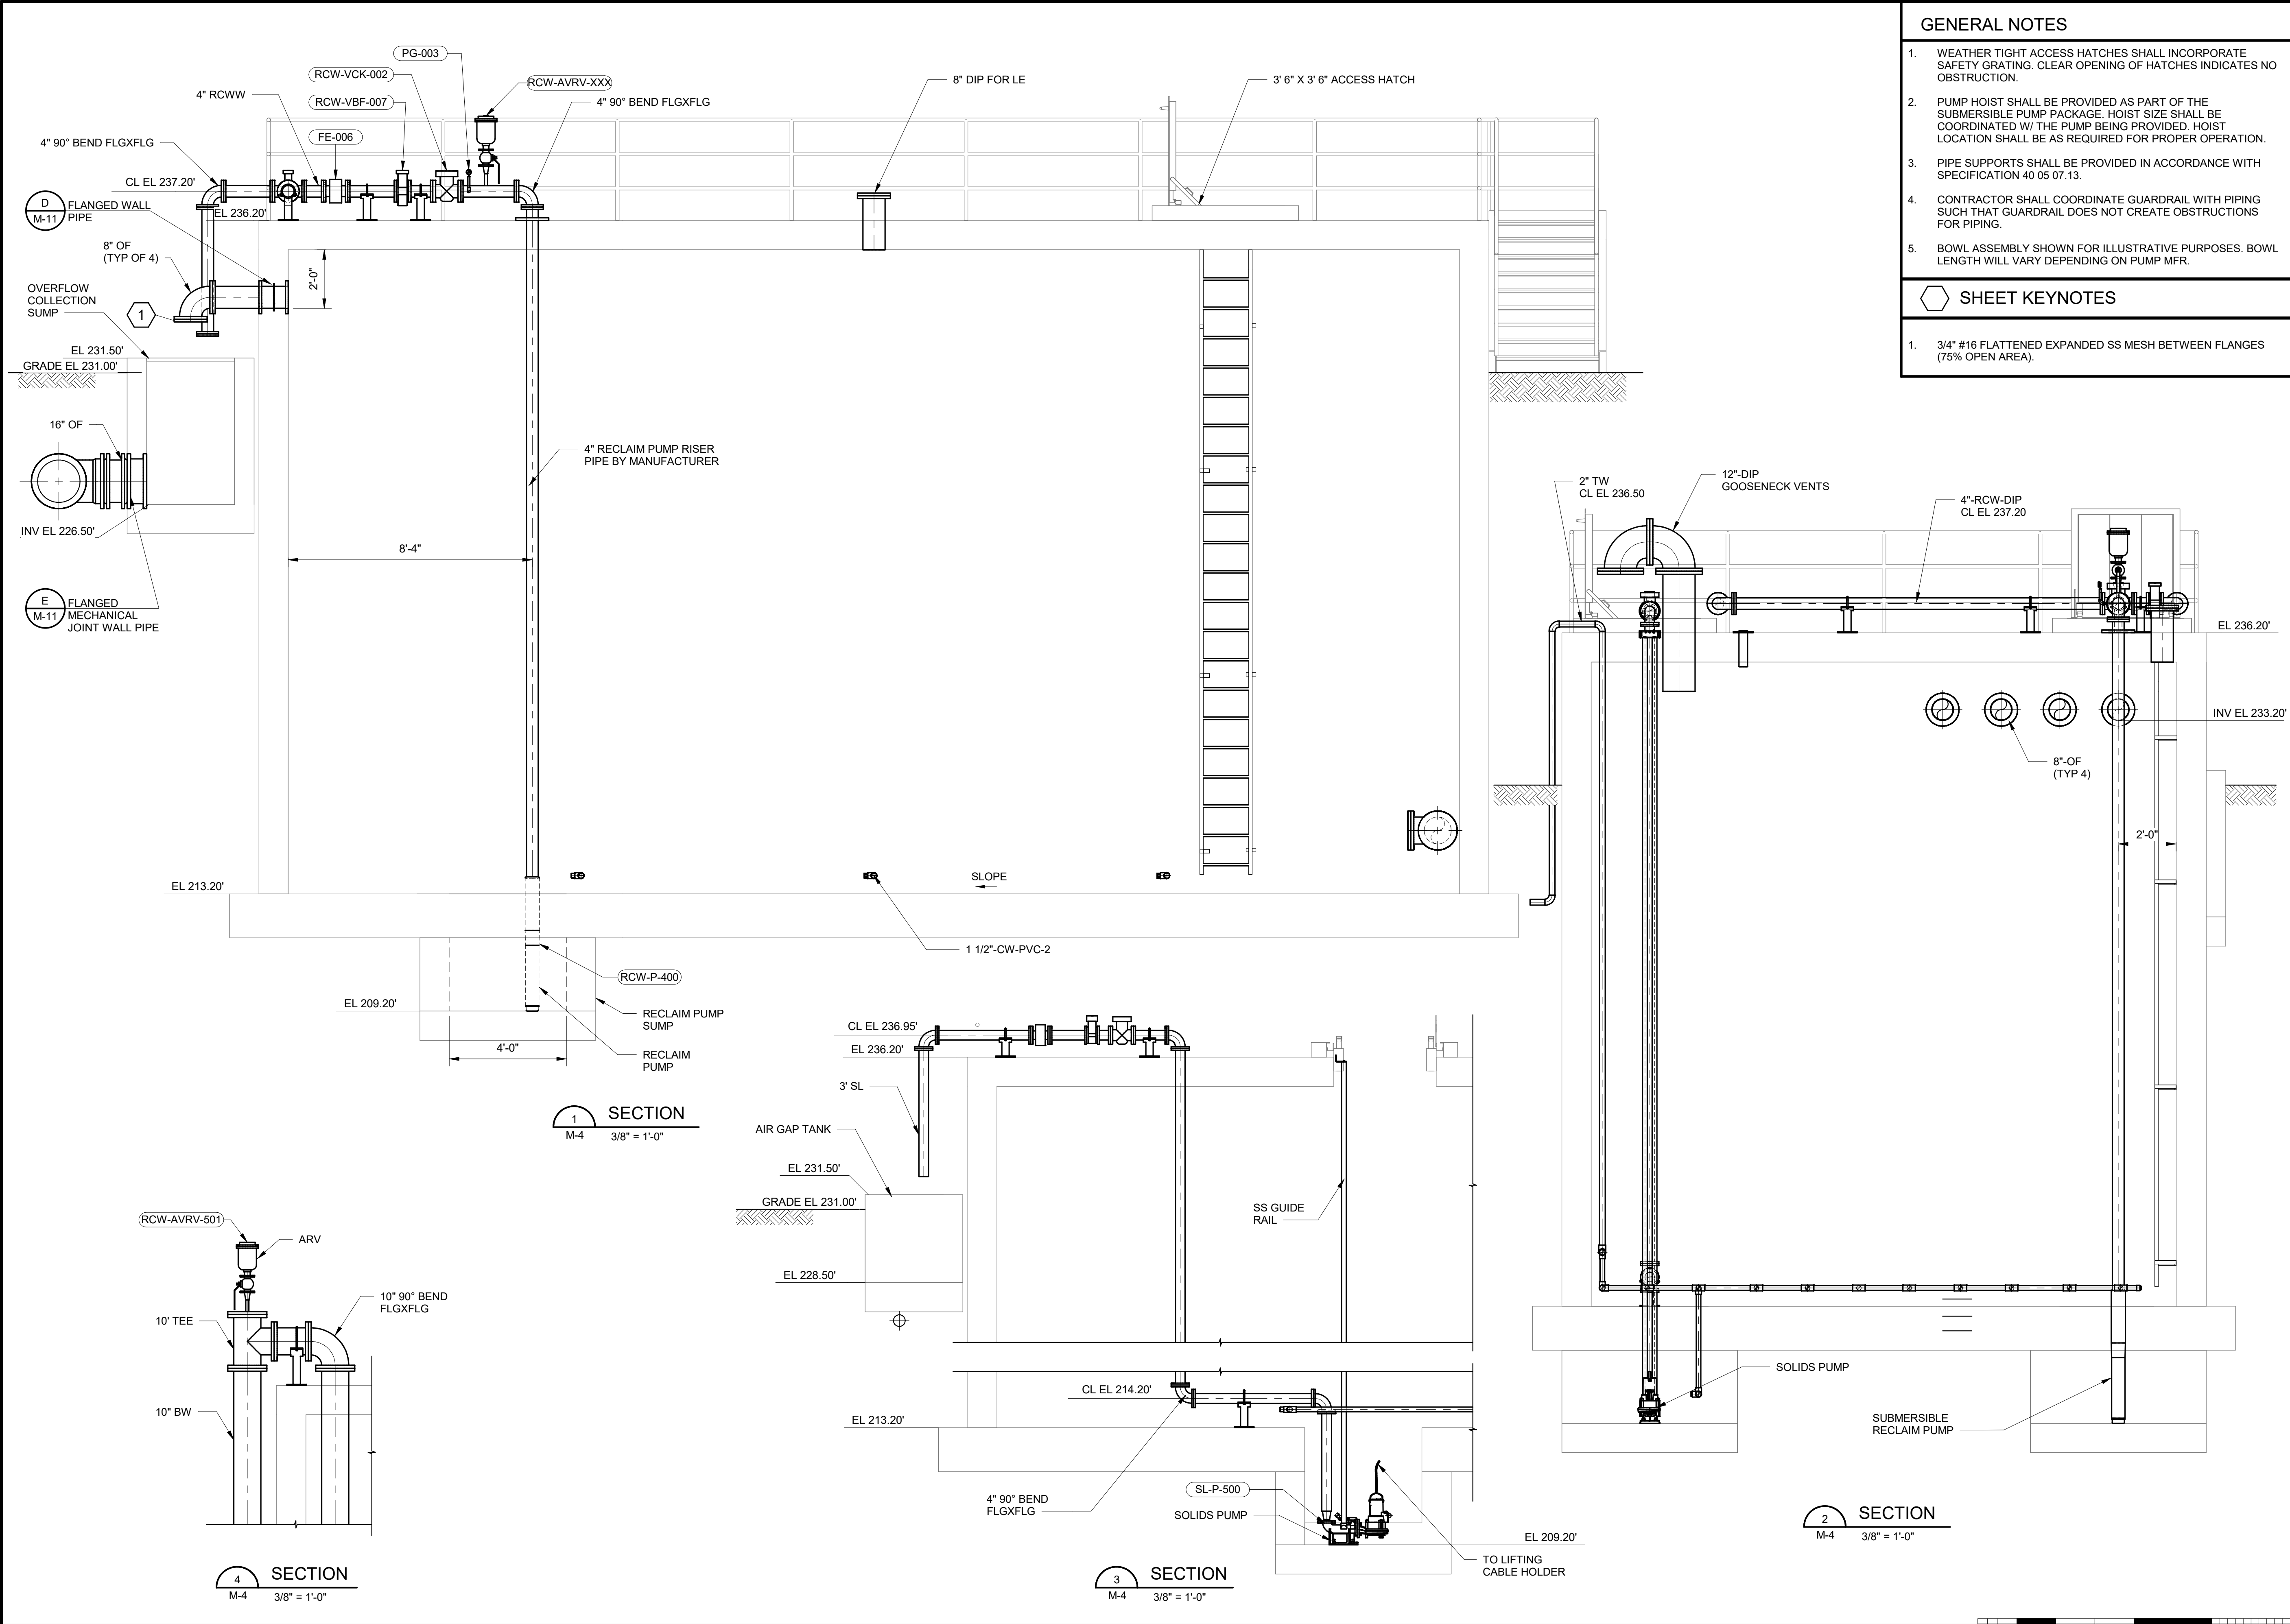 GENERAL NOTES
1. WEATHER TIGHT ACCESS HATCHES SHALL INCORPORATE
SAFETY GRATING. CLEAR OPENING OF HATCHES INDICATES NO
OBSTRUCTION.
2. PUMP HOIST SHALL BE PROVIDED AS PART OF THE
SUBMERSIBLE PUMP PACKAGE. HOIST SIZE SHALL BE
COORDINATED W/ THE PUMP BEING PROVIDED. HOIST
LOCATION SHALL BE AS REQUIRED FOR PROPER OPERATION.
3. PIPE SUPPORTS SHALL BE PROVIDED IN ACCORDANCE WITH
SPECIFICATION 40 05 07.13.
4. CONTRACTOR SHALL COORDINATE GUARDRAIL WITH PIPING
SUCH THAT GUARDRAIL DOES NOT CREATE OBSTRUCTIONS
FOR PIPING.
5. BOWL ASSEMBLY SHOWN FOR ILLUSTRATIVE PURPOSES. BOWL
LENGTH WILL VARY DEPENDING ON PUMP MFR.
SHEET KEYNOTES
1. 3/4" #16 FLATTENED EXPANDED SS MESH BETWEEN FLANGES
(75% OPEN AREA).
PG-003
RCW-VCK-002
RCW-AVRV-XXX
8" DIP FOR LE
3' 6" X 3' 6" ACCESS HATCH
4" RCWW
RCW-VBF-007
4" 90° BEND FLGXFLG
FE-006
4" 90° BEND FLGXFLG
CL EL 237.20'
D
M-11
FLANGED WALL
PIPE
EL 236.20'
8" OF
(TYP OF 4)
2'-0"
OVERFLOW
COLLECTION
SUMP
1
EL 231.50'
GRADE EL 231.00'
16" OF
4" RECLAIM PUMP RISER
PIPE BY MANUFACTURER
INV EL 226.50'
8'-4"
E
M-11
FLANGED
MECHANICAL
JOINT WALL PIPE
EL 213.20'
SLOPE
1 1/2"-CW-PVC-2
RCW-P-400
EL 209.20'
RECLAIM PUMP
SUMP
4'-0"
RECLAIM
PUMP
1
M-4
SECTION
3/8" = 1'-0"
2" TW
CL EL 236.50
12"-DIP
GOOSENECK VENTS
4"-RCW-DIP
CL EL 237.20
EL 236.20'
INV EL 233.20'
8"-OF
(TYP 4)
2'-0"
SOLIDS PUMP
SUBMERSIBLE
RECLAIM PUMP
2
M-4
SECTION
3/8" = 1'-0"
CL EL 236.95'
EL 236.20'
3' SL
AIR GAP TANK
EL 231.50'
GRADE EL 231.00'
SS GUIDE
RAIL
EL 228.50'
CL EL 214.20'
EL 213.20'
4" 90° BEND
FLGXFLG
SL-P-500
SOLIDS PUMP
EL 209.20'
TO LIFTING
CABLE HOLDER
3
M-4
SECTION
3/8" = 1'-0"
RCW-AVRV-501
ARV
10" 90° BEND
FLGXFLG
10' TEE
10" BW
4
M-4
SECTION
3/8" = 1'-0"